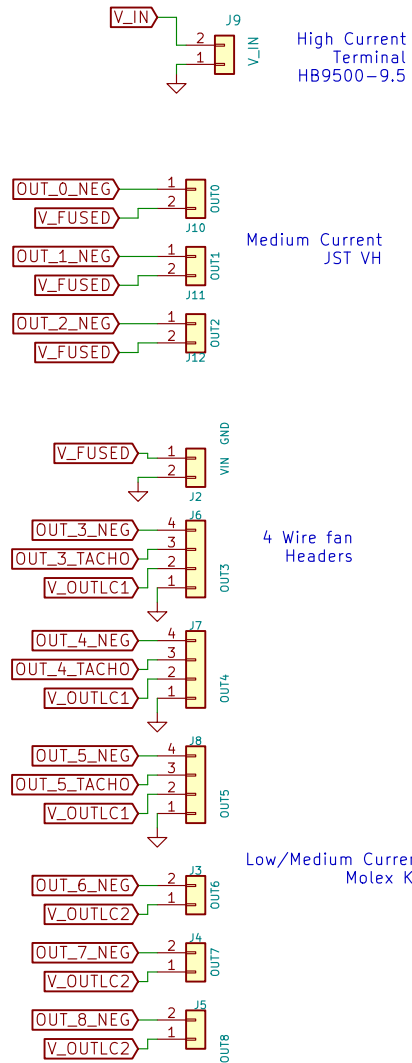 J9
V_IN
2
1
V_IN
High Current
Terminal
HB9500-9.5
OUT_0_NEG
1
V_FUSED
2
OUT0
J10
OUT_1_NEG
1
V_FUSED
2
OUT1
J11
Medium Current
JST VH
OUT_2_NEG
1
V_FUSED
2
OUT2
J12
V_FUSED
1
2
VIN GND
J2
J6
OUT_3_NEG
4
OUT_3_TACHO
3
V_OUTLC1
2
1
OUT3
4 Wire fan
Headers
J7
OUT_4_NEG
4
OUT_4_TACHO
3
V_OUTLC1
2
1
OUT4
J8
OUT_5_NEG
4
OUT_5_TACHO
3
V_OUTLC1
2
1
OUT5
Low/Medium Curre
Molex K
J3
OUT_6_NEG
2
V_OUTLC2
1
OUT6
J4
OUT_7_NEG
2
V_OUTLC2
1
OUT7
J5
OUT_8_NEG
2
V_OUTLC2
1
OUT8